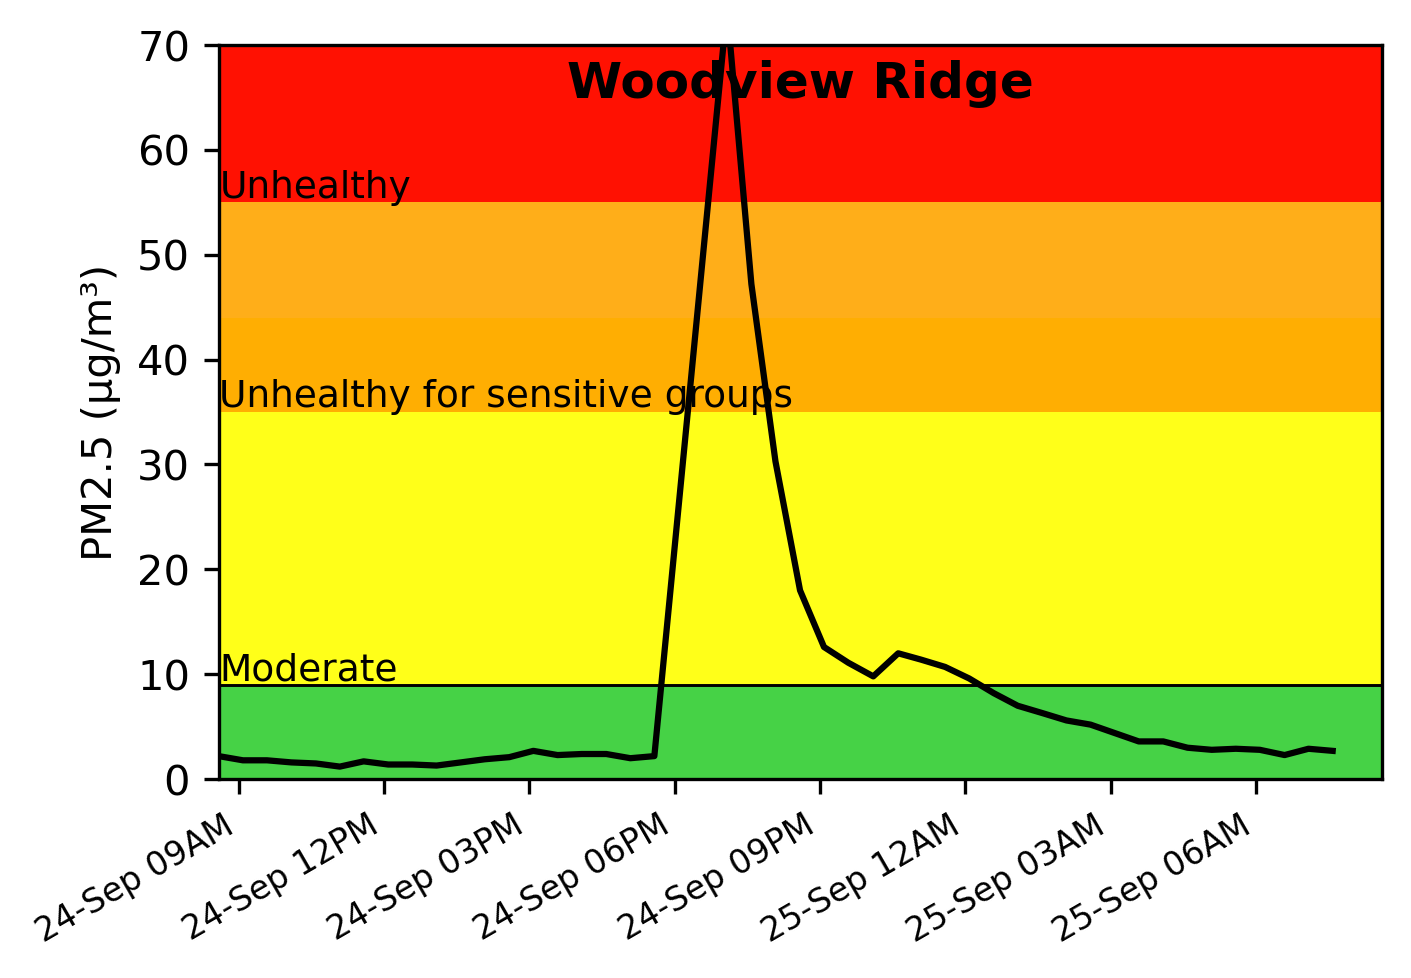 Woodview Ridge
PM2.5 (µg/m³)
70
60
50
40
30
20
10
0
Unhealthy
Unhealthy for sensitive groups
Moderate
24-Sep 09AM
24-Sep 12PM
24-Sep 03PM
24-Sep 06PM
24-Sep 09PM
25-Sep 12AM
25-Sep 03AM
25-Sep 06AM